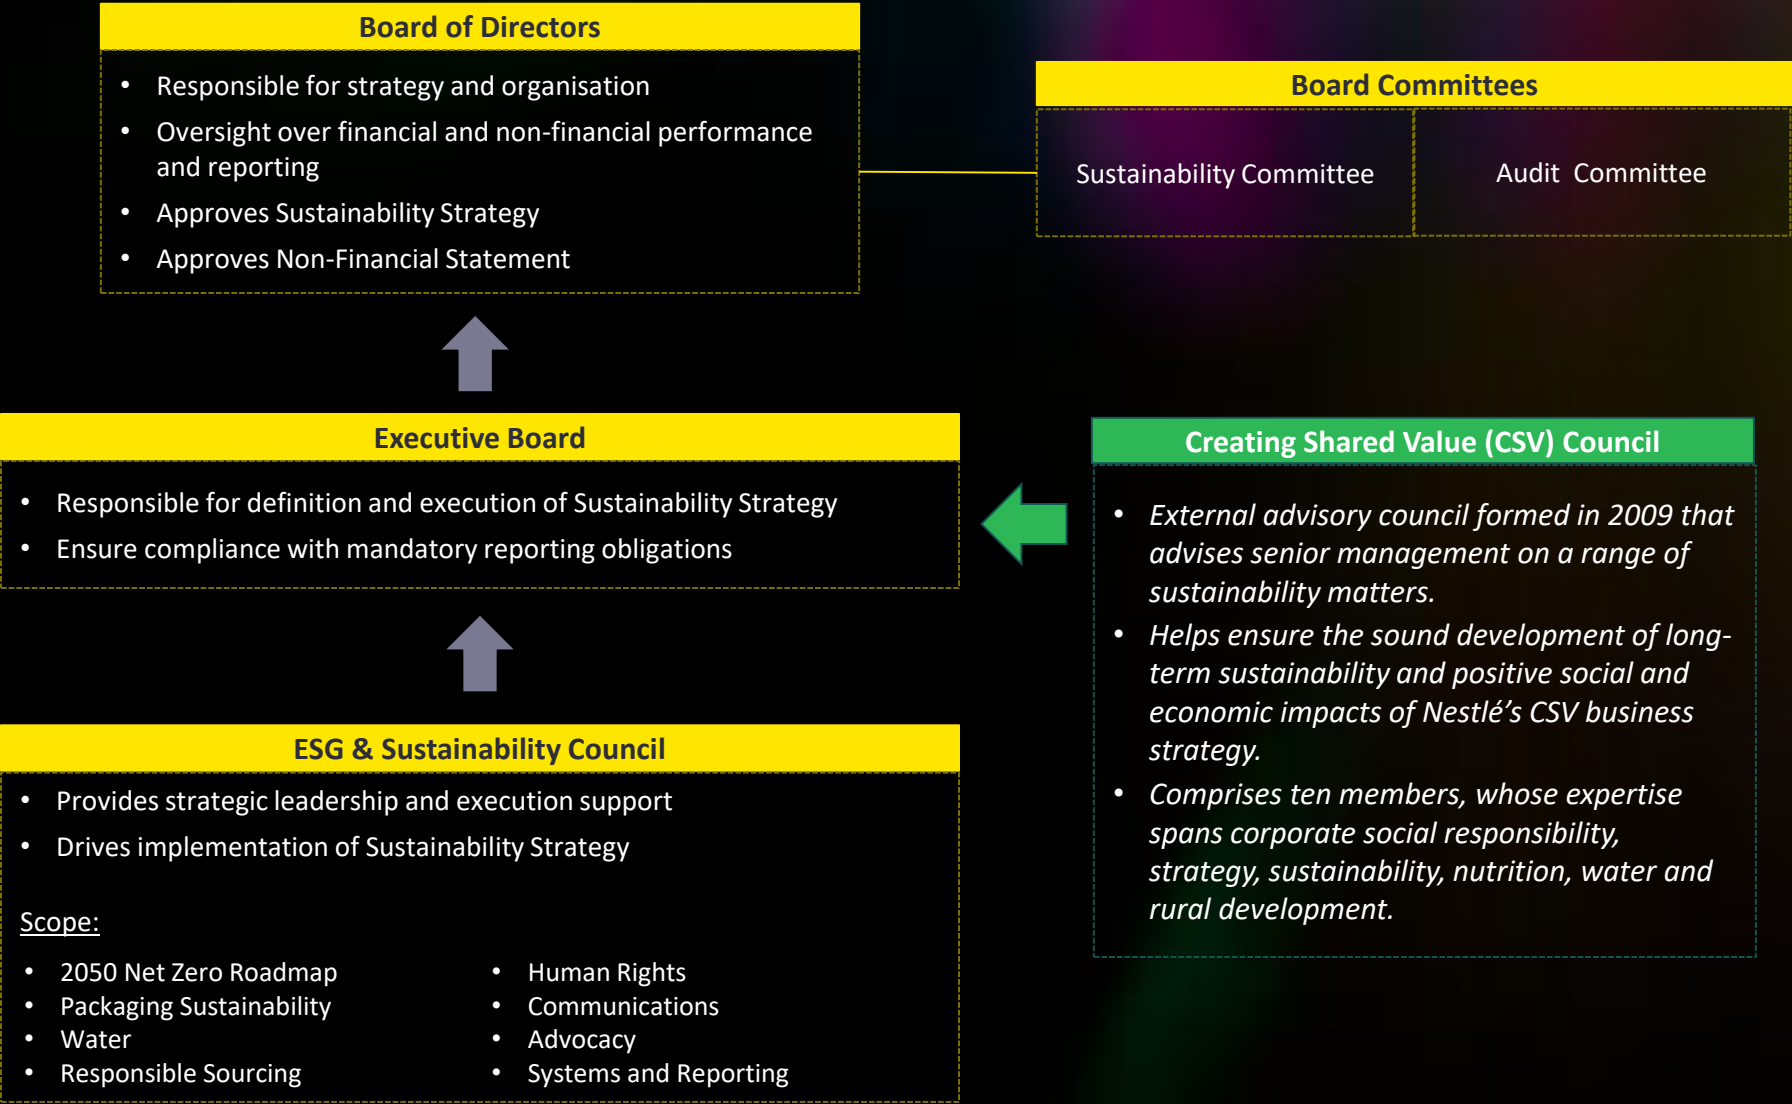 Board of Directors
• Responsible for strategy and organisation
• Oversight over financial and non-financial performance
and reporting
• Approves Sustainability Strategy
• Approves Non-Financial Statement
Board Committees
Sustainability Committee
Audit Committee
Executive Board
• Responsible for definition and execution of Sustainability Strategy
• Ensure compliance with mandatory reporting obligations
Creating Shared Value (CSV) Council
• External advisory council formed in 2009 that
advises senior management on a range of
sustainability matters.
• Helps ensure the sound development of long-
term sustainability and positive social and
economic impacts of Nestlé’s CSV business
strategy.
• Comprises ten members, whose expertise
spans corporate social responsibility,
strategy, sustainability, nutrition, water and
rural development.
ESG & Sustainability Council
• Provides strategic leadership and execution support
• Drives implementation of Sustainability Strategy
Scope:
• 2050 Net Zero Roadmap
• Packaging Sustainability
• Water
• Responsible Sourcing
• Human Rights
• Communications
• Advocacy
• Systems and Reporting